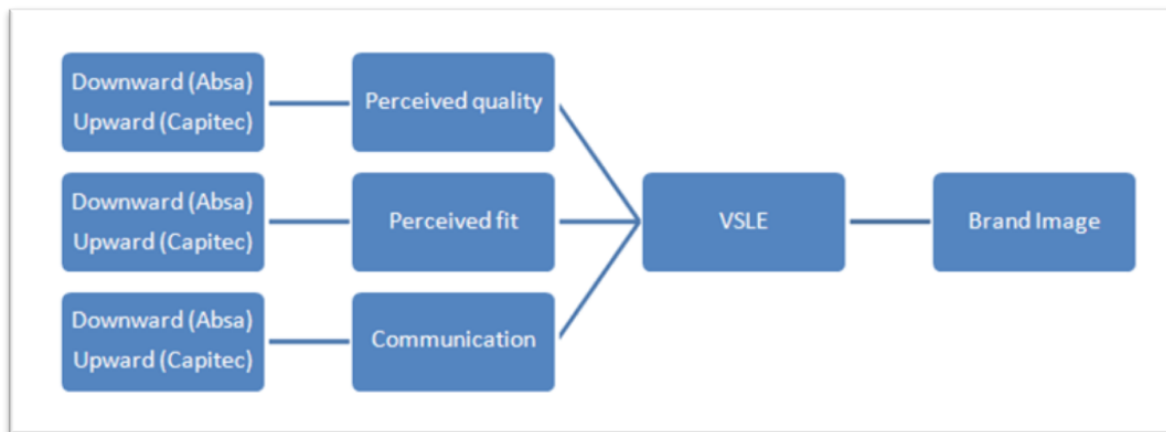 Downward (Absa)
Upward (Capitec)
Perceived quality
Downward (Absa)
Upward (Capitec)
Perceived fit
VSLE
Brand Image
Downward (Absa)
Upward (Capitec)
Communication